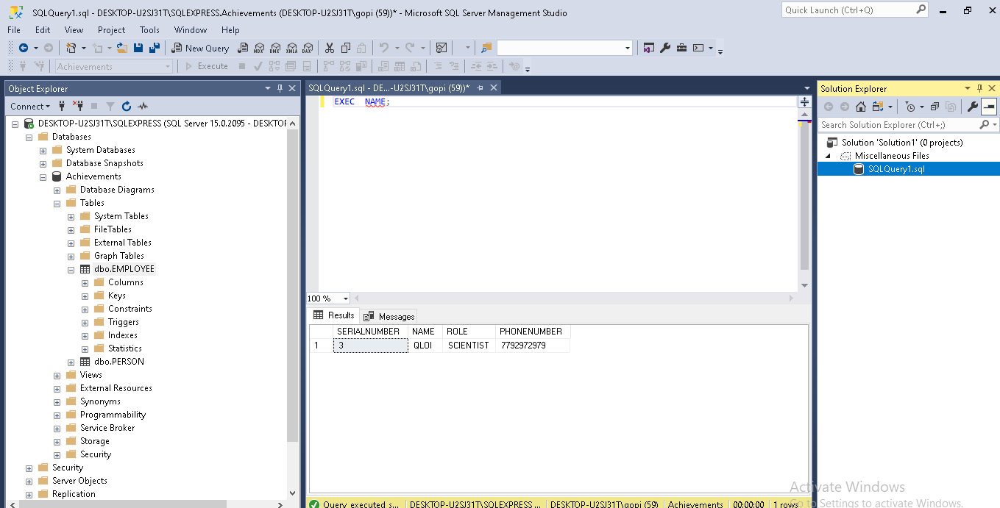 SQLQuery1.sql - DESKTOP-U2SJ31T\SQLEXPRESS.Achievements (DESKTOP-U2SJ31T\gopi (59))* - Microsoft SQL Server Management Studio
Quick Launch (Ctrl+Q)
File Edit View Project Tools Window Help
New Query MDX DMX XMLA DAX
Achievements Execute
Object Explorer
Connect
DESKTOP-U2SJ31T\SQLEXPRESS (SQL Server 15.0.2095 - DESKTOP
Databases
System Databases
Database Snapshots
Achievements
Database Diagrams
Tables
System Tables
FileTables
External Tables
Graph Tables
dbo.EMPLOYEE
Columns
Keys
Constraints
Triggers
Indexes
Statistics
dbo.PERSON
Views
External Resources
Synonyms
Programmability
Service Broker
Storage
Security
Security
Server Objects
Replication
SQLQuery1.sql - DE...-U2SJ31T\gopi (59))*
EXEC NAME;
100 %
Results Messages
SERIALNUMBER NAME ROLE PHONENUMBER
1 3 QLOI SCIENTIST 7792972979
Query executed s... DESKTOP-U2SJ31T\SQLEXPRESS ... DESKTOP-U2SJ31T\gopi (59) Achievements 00:00:00 1 rows
Solution Explorer
Search Solution Explorer (Ctrl+;)
Solution 'Solution1' (0 projects)
Miscellaneous Files
SQLQuery1.sql
Activate Windows
Go to Settings to activate Windows.